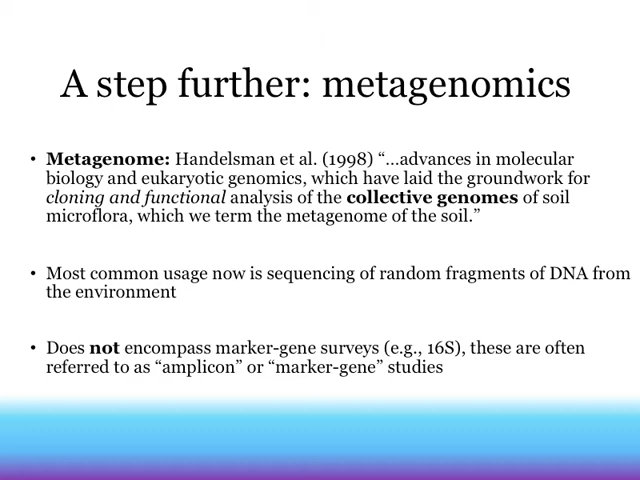 A step further: metagenomics
• Metagenome: Handelsman et al. (1998) “…advances in molecular
biology and eukaryotic genomics, which have laid the groundwork for
cloning and functional analysis of the collective genomes of soil
microflora, which we term the metagenome of the soil.”
• Most common usage now is sequencing of random fragments of DNA from
the environment
• Does not encompass marker-gene surveys (e.g., 16S), these are often
referred to as “amplicon” or “marker-gene” studies